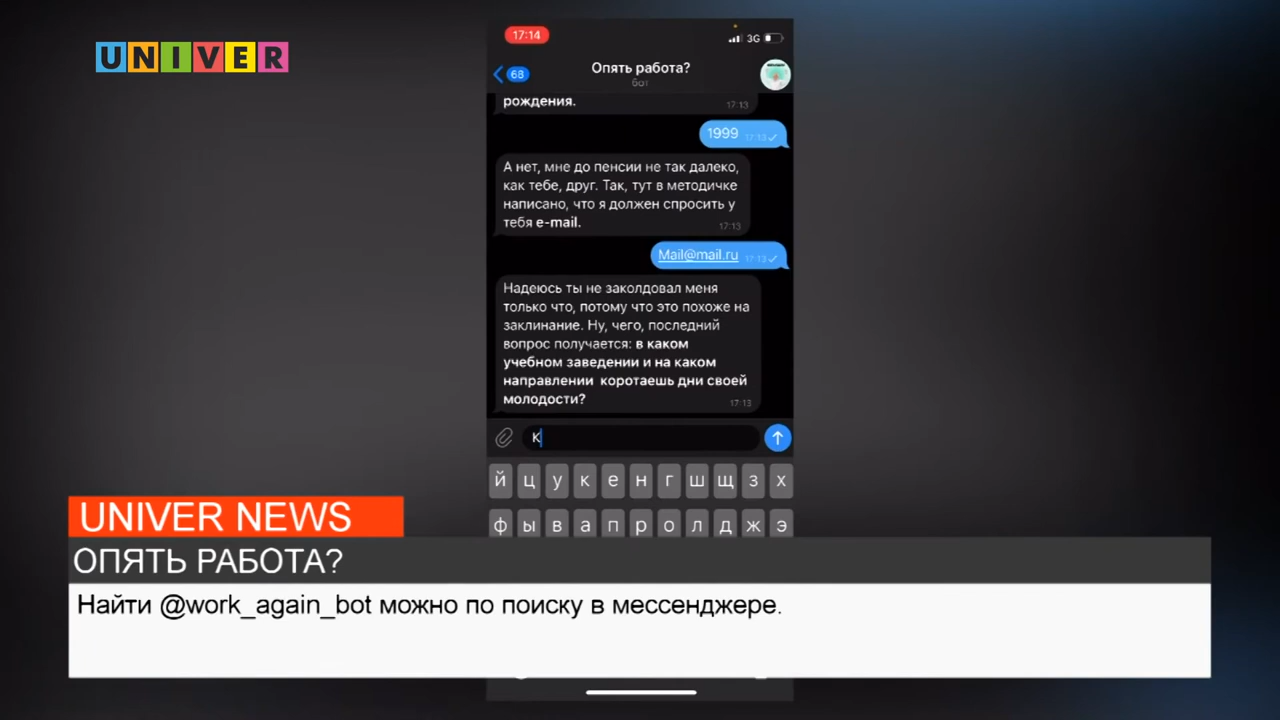 UNIVER
17:14
3G
68
Опять работа?
бот
рождения.
17:13
1999
17:13
А нет, мне до пенсии не так далеко,
как тебе, друг. Так, тут в методичке
написано, что я должен спросить у
тебя e-mail.
17:13
Mail@mail.ru
17:13
Надеюсь ты не заколдовал меня
только что, потому что это похоже на
заклинание. Ну, чего, последний
вопрос получается: в каком
учебном заведении и на каком
направлении коротаешь дни своей
молодости?
17:13
К
й ц у к е н г ш щ з х
ф ы в а п р о л д ж э
UNIVER NEWS
ОПЯТЬ РАБОТА?
Найти @work_again_bot можно по поиску в мессенджере.